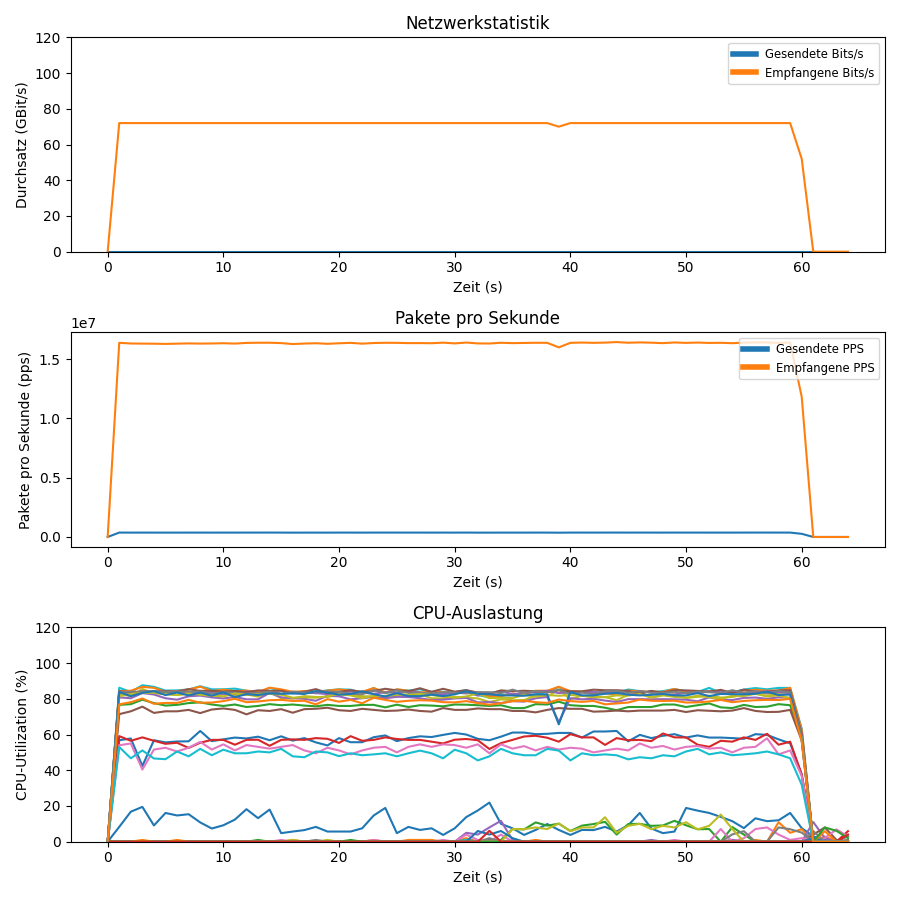 Netzwerkstatistik
Durchsatz (GBit/s)
120
100
80
60
40
20
0
Gesendete Bits/s
Empfangene Bits/s
0 10 20 30 40 50 60
Zeit (s)
Pakete pro Sekunde
1e7
Pakete pro Sekunde (pps)
1.5
1.0
0.5
0.0
Gesendete PPS
Empfangene PPS
0 10 20 30 40 50 60
Zeit (s)
CPU-Auslastung
CPU-Utilization (%)
120
100
80
60
40
20
0
0 10 20 30 40 50 60
Zeit (s)